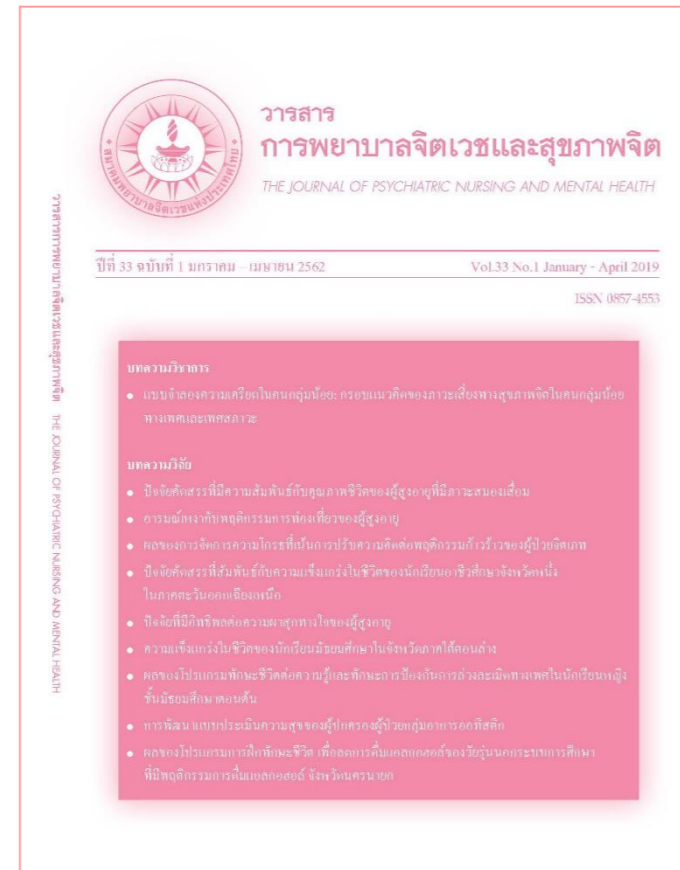 วารสาร
การพยาบาลจิตเวชและสุขภาพจิต
THE JOURNAL OF PSYCHIATRIC NURSING AND MENTAL HEALTH
สมาคมพยาบาลจิตเวชแห่งประเทศไทย
วารสารการพยาบาลจิตเวชและสุขภาพจิต THE JOURNAL OF PSYCHIATRIC NURSING AND MENTAL HEALTH
ปีที่ 33 ฉบับที่ 1 มกราคม – เมษายน 2562
Vol.33 No.1 January - April 2019
ISSN 0857-4553
บทความวิชาการ
• แบบจำลองความเครียดในคนกลุ่มน้อย: กรอบแนวคิดของภาวะเสี่ยงทางสุขภาพจิตในคนกลุ่มน้อย
ทางเพศและเพศสภาวะ
บทความวิจัย
• ปัจจัยคัดสรรที่มีความสัมพันธ์กับคุณภาพชีวิตของผู้สูงอายุที่มีภาวะสมองเสื่อม
• อารมณ์เหงากับพฤติกรรมการท่องเที่ยวของผู้สูงอายุ
• ผลของการจัดการความโกรธที่เน้นการปรับความคิดต่อพฤติกรรมก้าวร้าวของผู้ป่วยจิตเภท
• ปัจจัยคัดสรรที่สัมพันธ์กับความแข็งแกร่งในชีวิตของนักเรียนอาชีวศึกษาจังหวัดหนึ่ง
ในภาคตะวันออกเฉียงเหนือ
• ปัจจัยที่มีอิทธิพลต่อความผาสุกทางใจของผู้สูงอายุ
• ความแข็งแกร่งในชีวิตของนักเรียนมัธยมศึกษาในจังหวัดภาคใต้ตอนล่าง
• ผลของโปรแกรมทักษะชีวิตต่อความรู้และทักษะการป้องกันการล่วงละเมิดทางเพศในนักเรียนหญิง
ชั้นมัธยมศึกษาตอนต้น
• การพัฒนาแบบประเมินความสุขของผู้ปกครองผู้ป่วยกลุ่มอาการออทิสติก
• ผลของโปรแกรมการฝึกทักษะชีวิต เพื่อลดการดื่มแอลกอฮอล์ของวัยรุ่นนอกระบบการศึกษา
ที่มีพฤติกรรมการดื่มแอลกอฮอล์ จังหวัดนครนายก